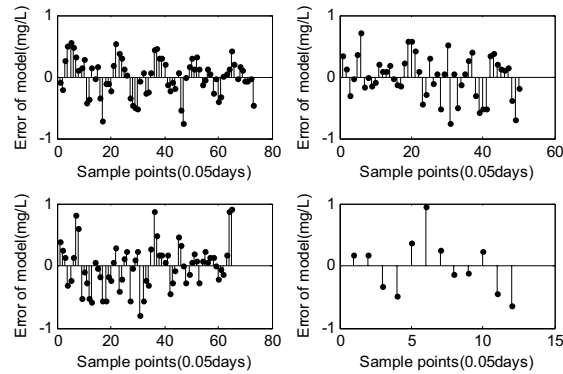 Error of model(mg/L)
1
0
-1
0 20 40 60 80
Sample points(0.05days)
Error of model(mg/L)
1
0
-1
0 20 40 60
Sample points(0.05days)
Error of model(mg/L)
1
0
-1
0 20 40 60 80
Sample points(0.05days)
Error of model(mg/L)
1
0
-1
0 5 10 15
Sample points(0.05days)